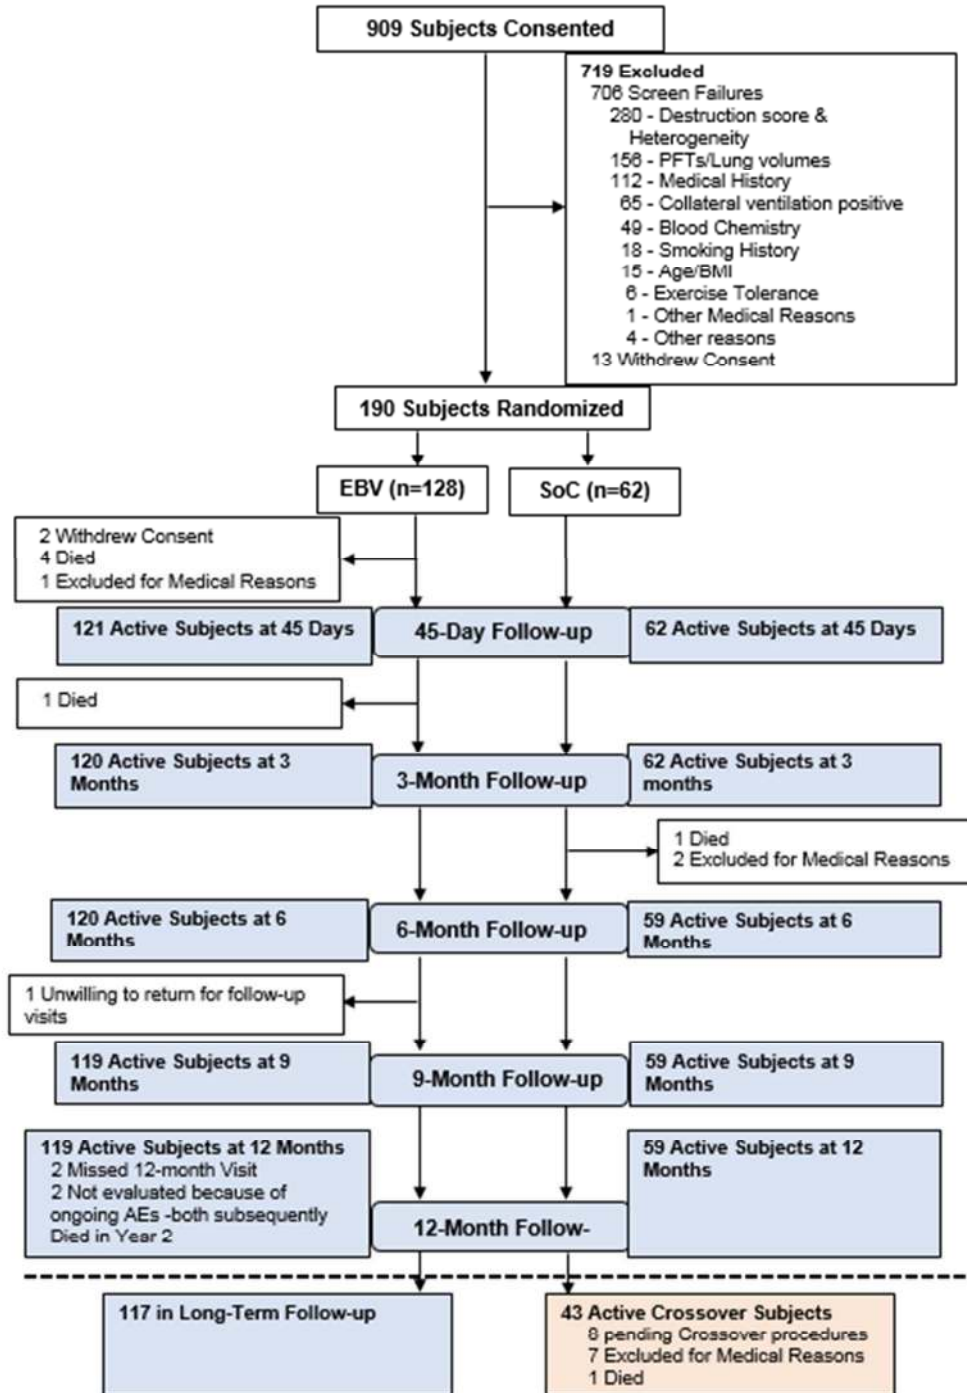 909 Subjects Consented
719 Excluded
706 Screen Failures
280 - Destruction score &
Heterogeneity
156 - PFTs/Lung volumes
112 - Medical History
65 - Collateral ventilation positive
49 - Blood Chemistry
18 - Smoking History
15 - Age/BMI
6 - Exercise Tolerance
1 - Other Medical Reasons
4 - Other reasons
13 Withdrew Consent
190 Subjects Randomized
EBV (n=128)
SoC (n=62)
2 Withdrew Consent
4 Died
1 Excluded for Medical Reasons
121 Active Subjects at 45 Days
45-Day Follow-up
62 Active Subjects at 45 Days
1 Died
120 Active Subjects at 3
Months
3-Month Follow-up
62 Active Subjects at 3
months
1 Died
2 Excluded for Medical Reasons
120 Active Subjects at 6
Months
6-Month Follow-up
59 Active Subjects at 6
Months
1 Unwilling to return for follow-up
visits
119 Active Subjects at 9
Months
9-Month Follow-up
59 Active Subjects at 9
Months
119 Active Subjects at 12 Months
2 Missed 12-month Visit
2 Not evaluated because of
ongoing AEs -both subsequently
Died in Year 2
12-Month Follow-
59 Active Subjects at 12
Months
117 in Long-Term Follow-up
43 Active Crossover Subjects
8 pending Crossover procedures
7 Excluded for Medical Reasons
1 Died